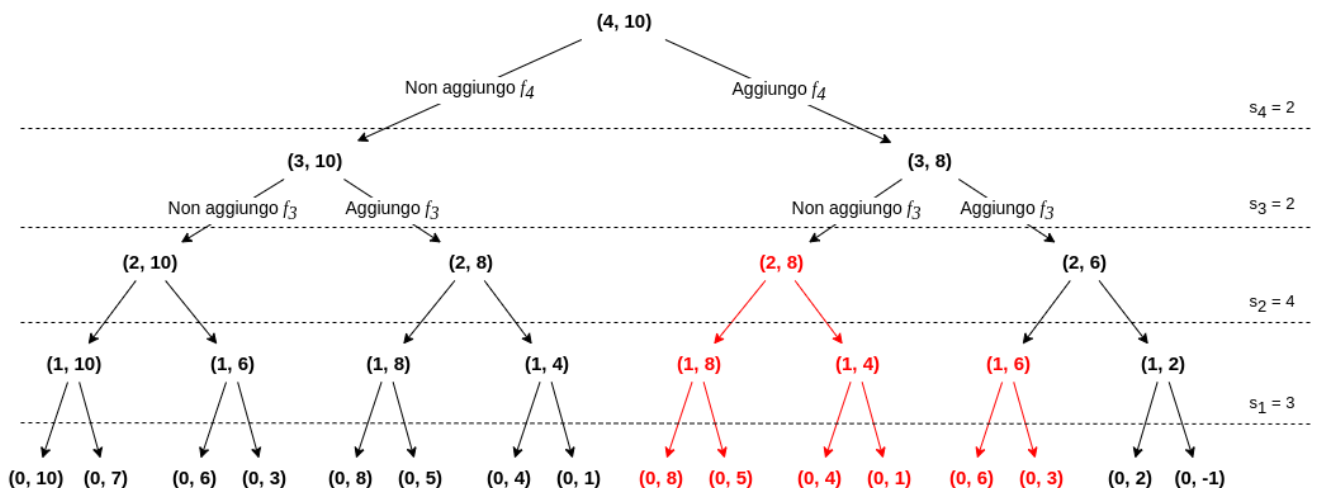 (4, 10)
Non aggiungo f4 Aggiungo f4
s4 = 2
(3, 10) (3, 8)
Non aggiungo f3 Aggiungo f3 Non aggiungo f3 Aggiungo f3
s3 = 2
(2, 10) (2, 8) (2, 8) (2, 6)
s2 = 4
(1, 10) (1, 6) (1, 8) (1, 4) (1, 8) (1, 4) (1, 6) (1, 2)
s1 = 3
(0, 10) (0, 7) (0, 6) (0, 3) (0, 8) (0, 5) (0, 4) (0, 1) (0, 8) (0, 5) (0, 4) (0, 1) (0, 6) (0, 3) (0, 2) (0, -1)